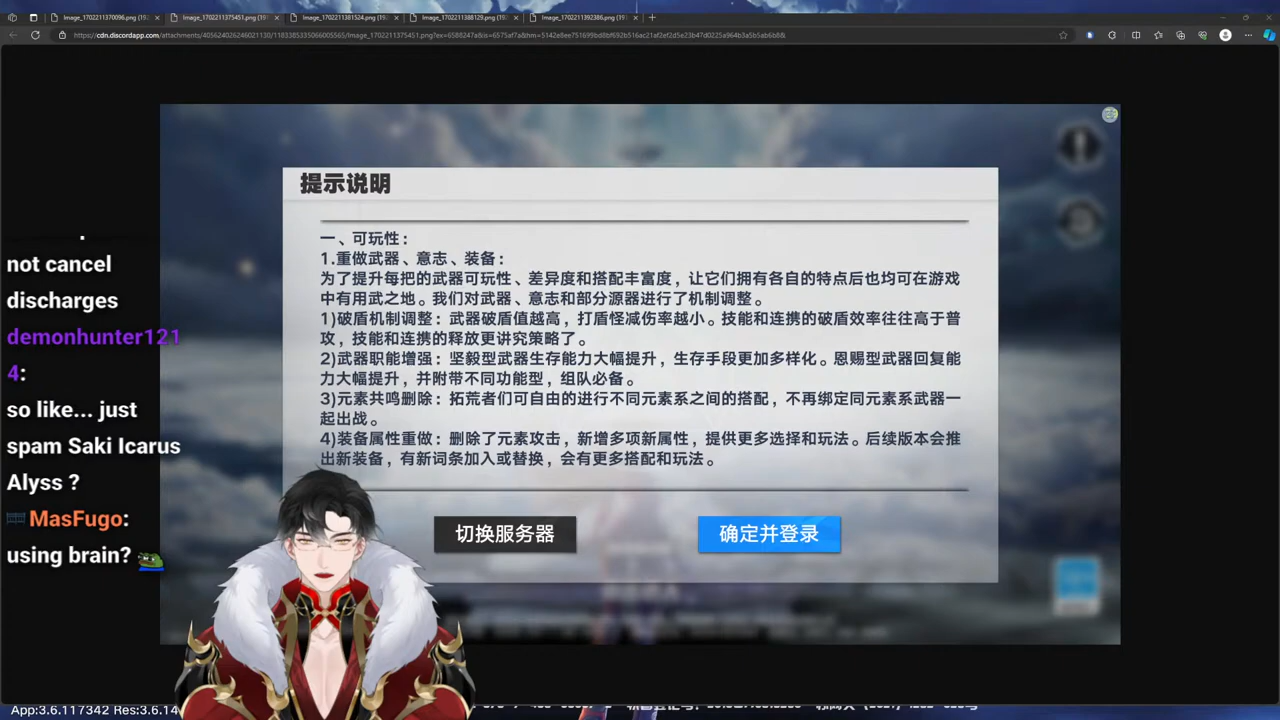 Image_1702211370096.png (192
Image_1702211375451.png (191
Image_1702211381524.png (192
Image_1702211388129.png (192
Image_1702211392386.png (191
提示说明
一、可玩性：
1.重做武器、意志、装备：
为了提升每把的武器可玩性、差异度和搭配丰富度，让它们拥有各自的特点后也均可在游戏
中有用武之地。我们对武器、意志和部分源器进行了机制调整。
1)破盾机制调整：武器破盾值越高，打盾怪减伤率越小。技能和连携的破盾效率往往高于普
攻，技能和连携的释放更讲究策略了。
2)武器职能增强：坚毅型武器生存能力大幅提升，生存手段更加多样化。恩赐型武器回复能
力大幅提升，并附带不同功能型，组队必备。
3)元素共鸣删除：拓荒者们可自由的进行不同元素系之间的搭配，不再绑定同元素系武器一
起出战。
4)装备属性重做：删除了元素攻击，新增多项新属性，提供更多选择和玩法。后续版本会推
出新装备，有新词条加入或替换，会有更多搭配和玩法。
切换服务器
确定并登录
not cancel
discharges
demonhunter121
4:
so like... just
spam Saki Icarus
Alyss ?
MasFugo:
using brain?
App:3.6.117342 Res:3.6.14